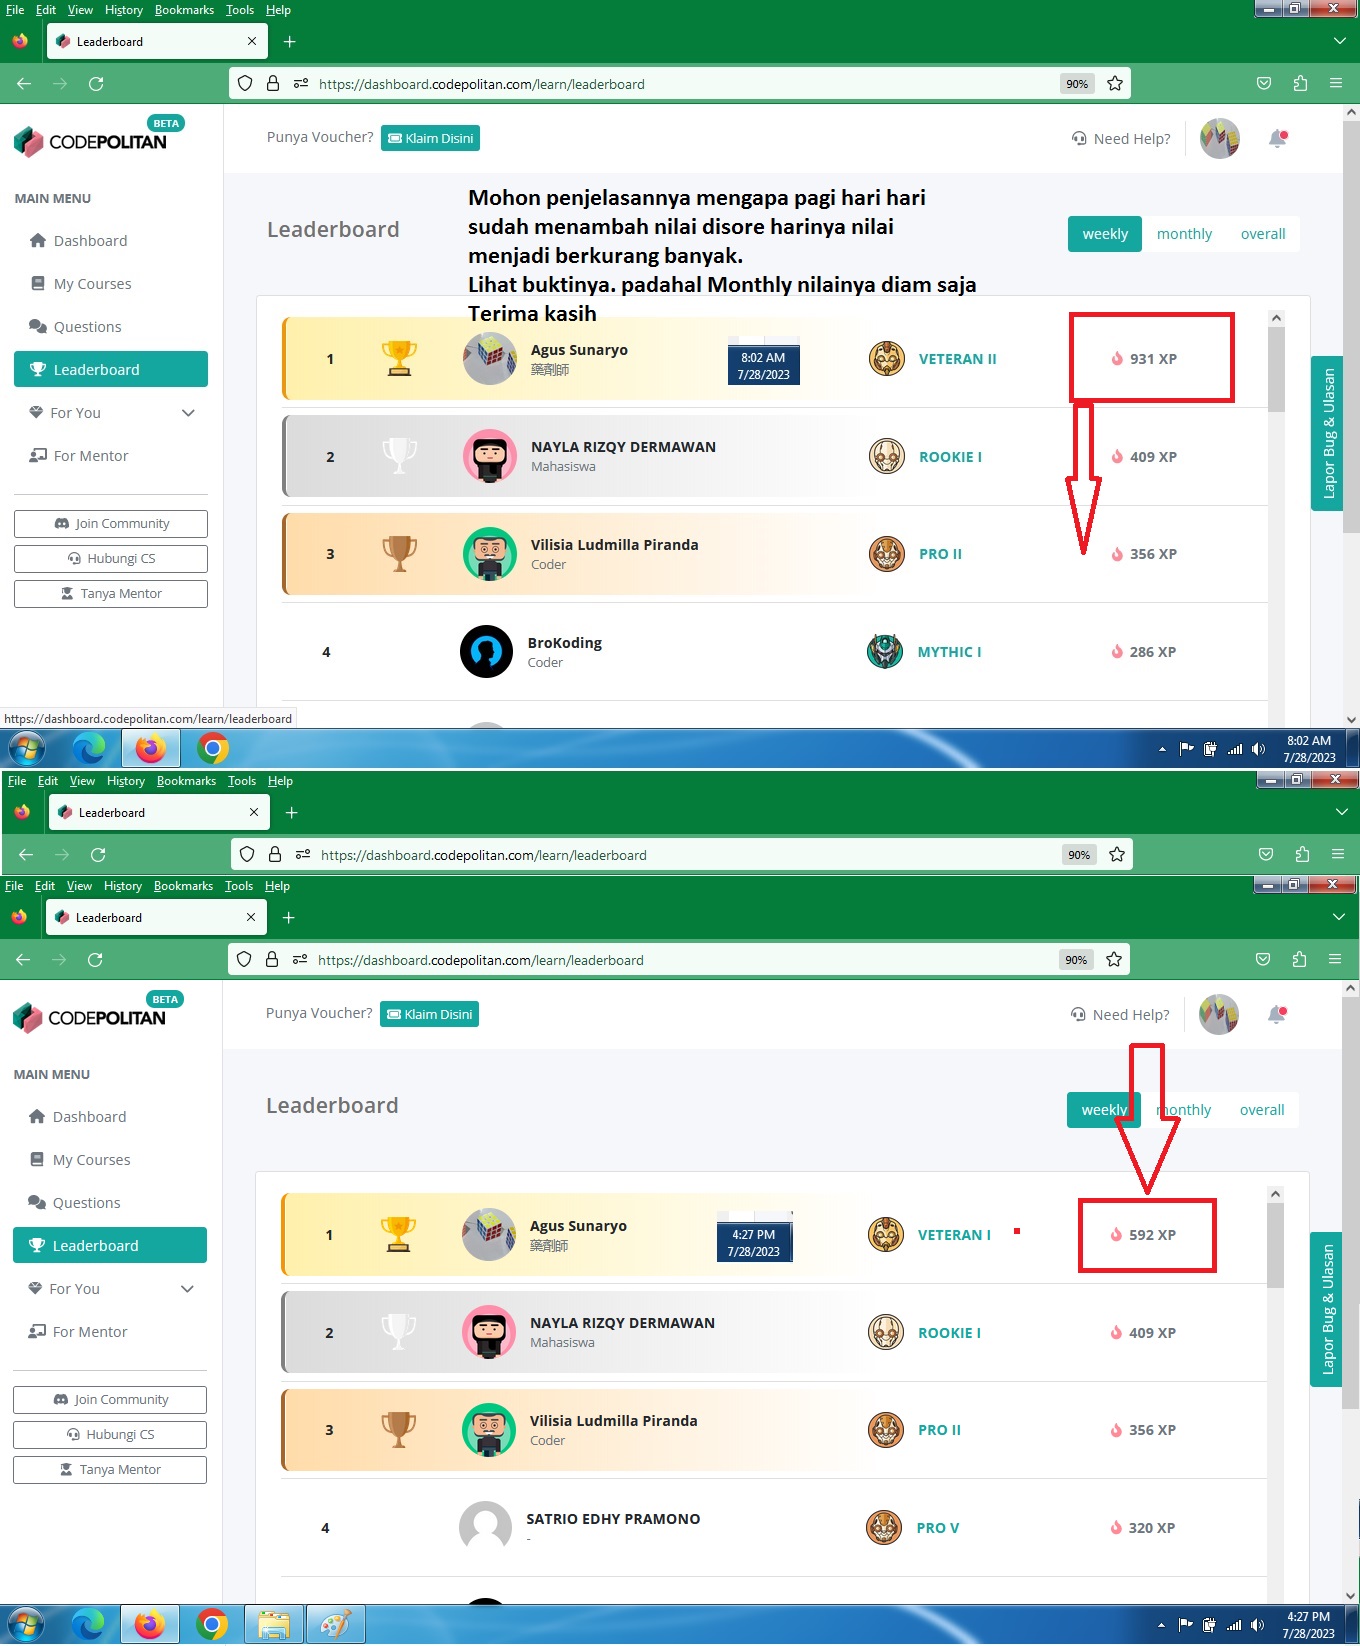 File Edit View History Bookmarks Tools Help
Leaderboard
https://dashboard.codepolitan.com/learn/leaderboard
90%
CODEPOLITAN
BETA
Punya Voucher?
Klaim Disini
Need Help?
MAIN MENU
Dashboard
My Courses
Questions
Leaderboard
For You
For Mentor
Join Community
Hubungi CS
Tanya Mentor
Leaderboard
Mohon penjelasannya mengapa pagi hari hari
sudah menambah nilai disore harinya nilai
menjadi berkurang banyak.
Lihat buktinya. padahal Monthly nilainya diam saja
Terima kasih
weekly monthly overall
1 Agus Sunaryo VETERAN II 931 XP
藥劑師
8:02 AM
7/28/2023
2 NAYLA RIZQY DERMAWAN ROOKIE I 409 XP
Mahasiswa
3 Vilisia Ludmilla Piranda PRO II 356 XP
Coder
4 BroKoding MYTHIC I 286 XP
Coder
Lapor Bug & Ulasan
https://dashboard.codepolitan.com/learn/leaderboard
8:02 AM
7/28/2023
File Edit View History Bookmarks Tools Help
Leaderboard
https://dashboard.codepolitan.com/learn/leaderboard
90%
File Edit View History Bookmarks Tools Help
Leaderboard
https://dashboard.codepolitan.com/learn/leaderboard
90%
CODEPOLITAN
BETA
Punya Voucher?
Klaim Disini
Need Help?
MAIN MENU
Dashboard
My Courses
Questions
Leaderboard
For You
For Mentor
Join Community
Hubungi CS
Tanya Mentor
Leaderboard
weekly monthly overall
1 Agus Sunaryo VETERAN I 592 XP
藥劑師
4:27 PM
7/28/2023
2 NAYLA RIZQY DERMAWAN ROOKIE I 409 XP
Mahasiswa
3 Vilisia Ludmilla Piranda PRO II 356 XP
Coder
4 SATRIO EDHY PRAMONO PRO V 320 XP
-
Lapor Bug & Ulasan
4:27 PM
7/28/2023